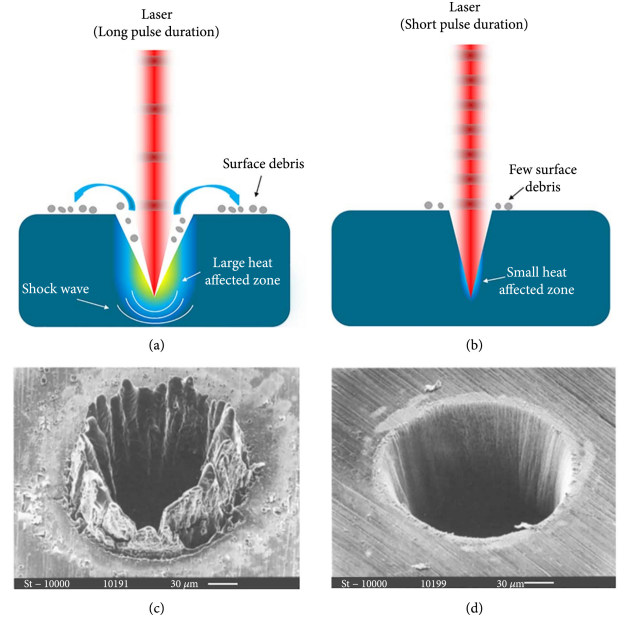 Laser
(Long pulse duration)
Laser
(Short pulse duration)
Surface debris
Few surface
debris
Large heat
affected zone
Shock wave
Small heat
affected zone
(a)
(b)
St – 10000 10191 30 μm
St – 10000 10199 30 μm
(c)
(d)